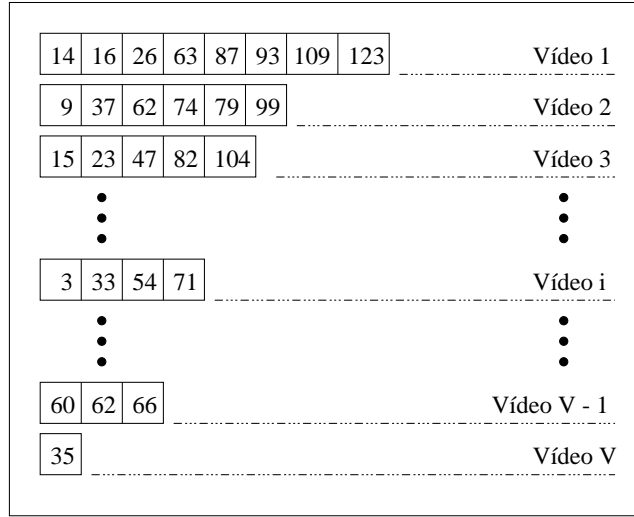 14 16 26 63 87 93 109 123 Vídeo 1
9 37 62 74 79 99 Vídeo 2
15 23 47 82 104 Vídeo 3
3 33 54 71 Vídeo i
60 62 66 Vídeo V - 1
35 Vídeo V